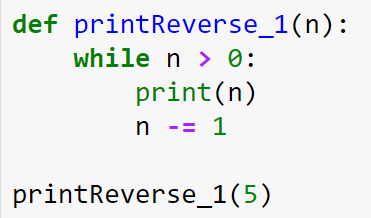 def printReverse_1(n):
    while n > 0:
        print(n)
        n -= 1

printReverse_1(5)